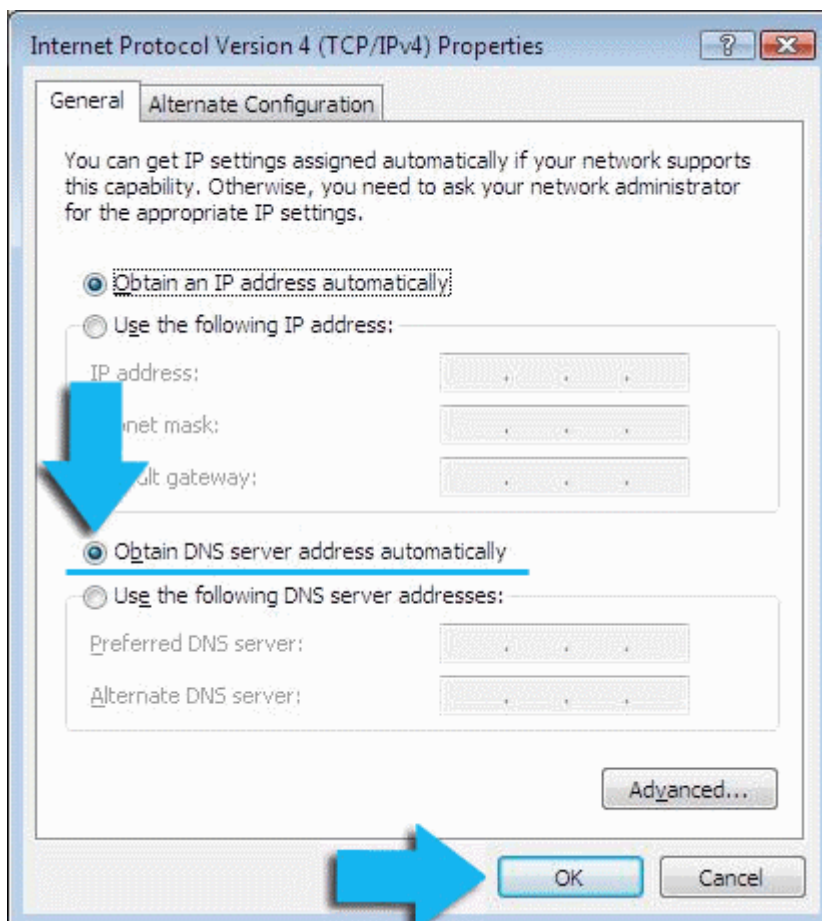 Internet Protocol Version 4 (TCP/IPv4) Properties
General
Alternate Configuration
You can get IP settings assigned automatically if your network supports
this capability. Otherwise, you need to ask your network administrator
for the appropriate IP settings.
Obtain an IP address automatically
Use the following IP address:
IP address:
mask:
gateway:
Obtain DNS server address automatically
Use the following DNS server addresses:
Preferred DNS server:
Alternate DNS server:
Advanced...
OK
Cancel